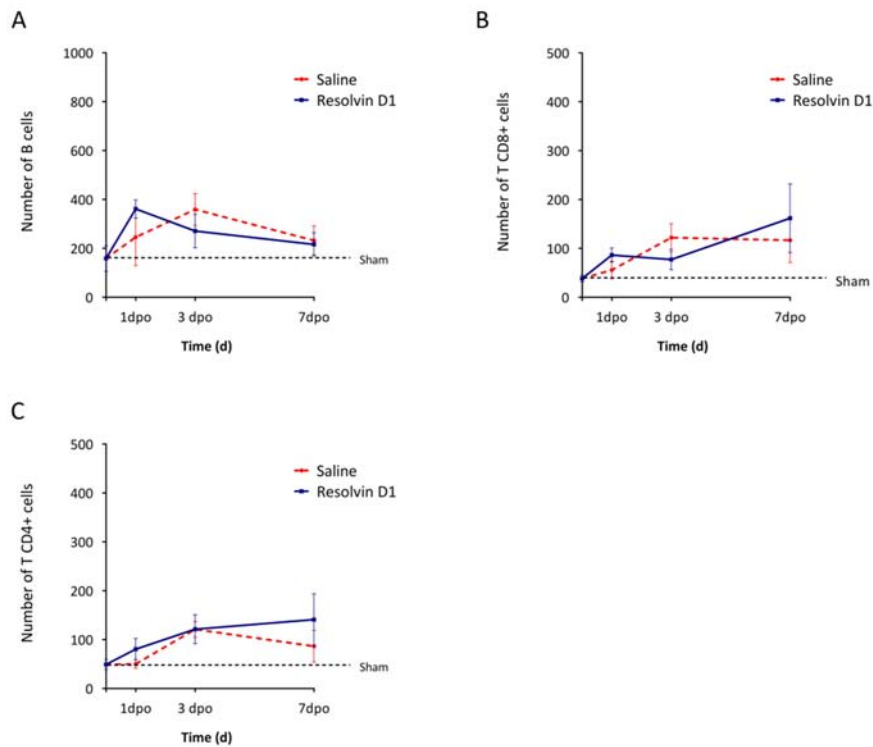 A
1000
800
600
400
200
0
Number of B cells
Saline
Resolvin D1
Sham
1dpo 3 dpo 7dpo
Time (d)
B
500
400
300
200
100
0
Number of T CD8+ cells
Saline
Resolvin D1
Sham
1dpo 3 dpo 7dpo
Time (d)
C
500
400
300
200
100
0
Number of T CD4+ cells
Saline
Resolvin D1
Sham
1dpo 3 dpo 7dpo
Time (d)